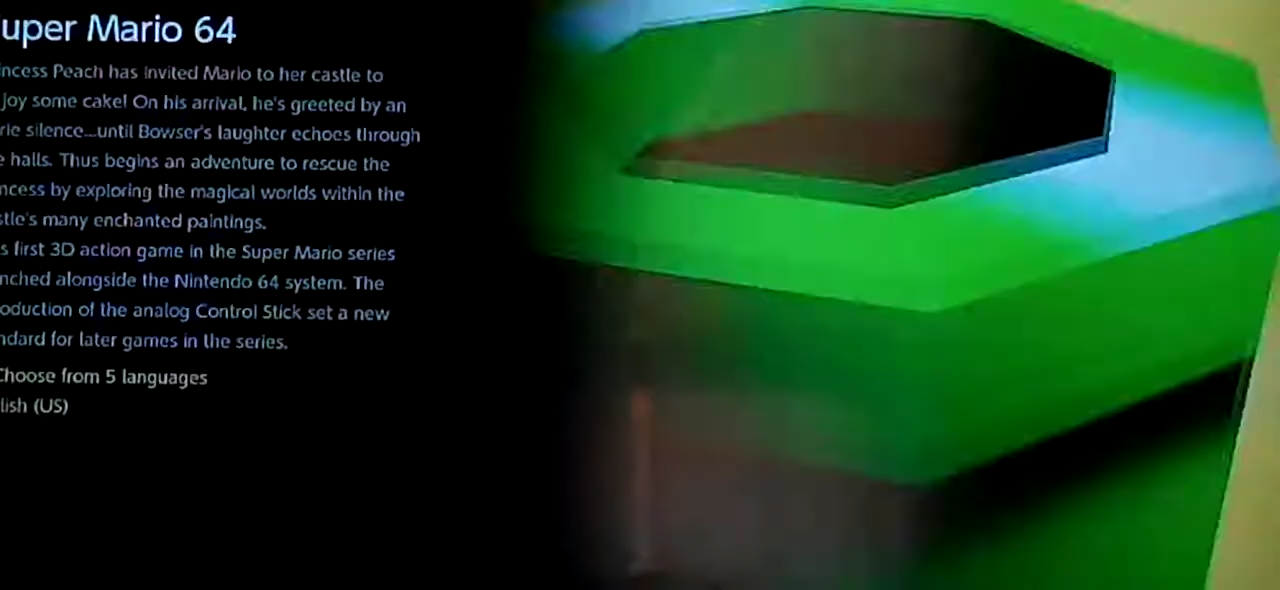 uper Mario 64
incess Peach has invited Mario to her castle to
joy some cake! On his arrival, he's greeted by an
rie silence...until Bowser's laughter echoes through
e halls. Thus begins an adventure to rescue the
ncess by exploring the magical worlds within the
stle's many enchanted paintings.
s first 3D action game in the Super Mario series
nched alongside the Nintendo 64 system. The
oduction of the analog Control Stick set a new
ndard for later games in the series.
Choose from 5 languages
lish (US)